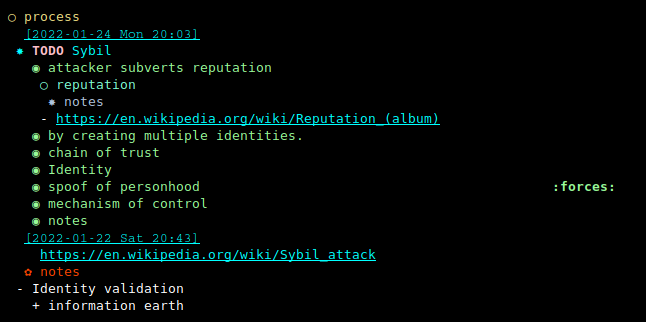 ○ process
[2022-01-24 Mon 20:03]
✸ TODO Sybil
◉ attacker subverts reputation
○ reputation
✸ notes
- https://en.wikipedia.org/wiki/Reputation_(album)
◉ by creating multiple identities.
◉ chain of trust
◉ Identity
◉ spoof of personhood :forces:
◉ mechanism of control
◉ notes
[2022-01-22 Sat 20:43]
https://en.wikipedia.org/wiki/Sybil_attack
✿ notes
- Identity validation
+ information earth